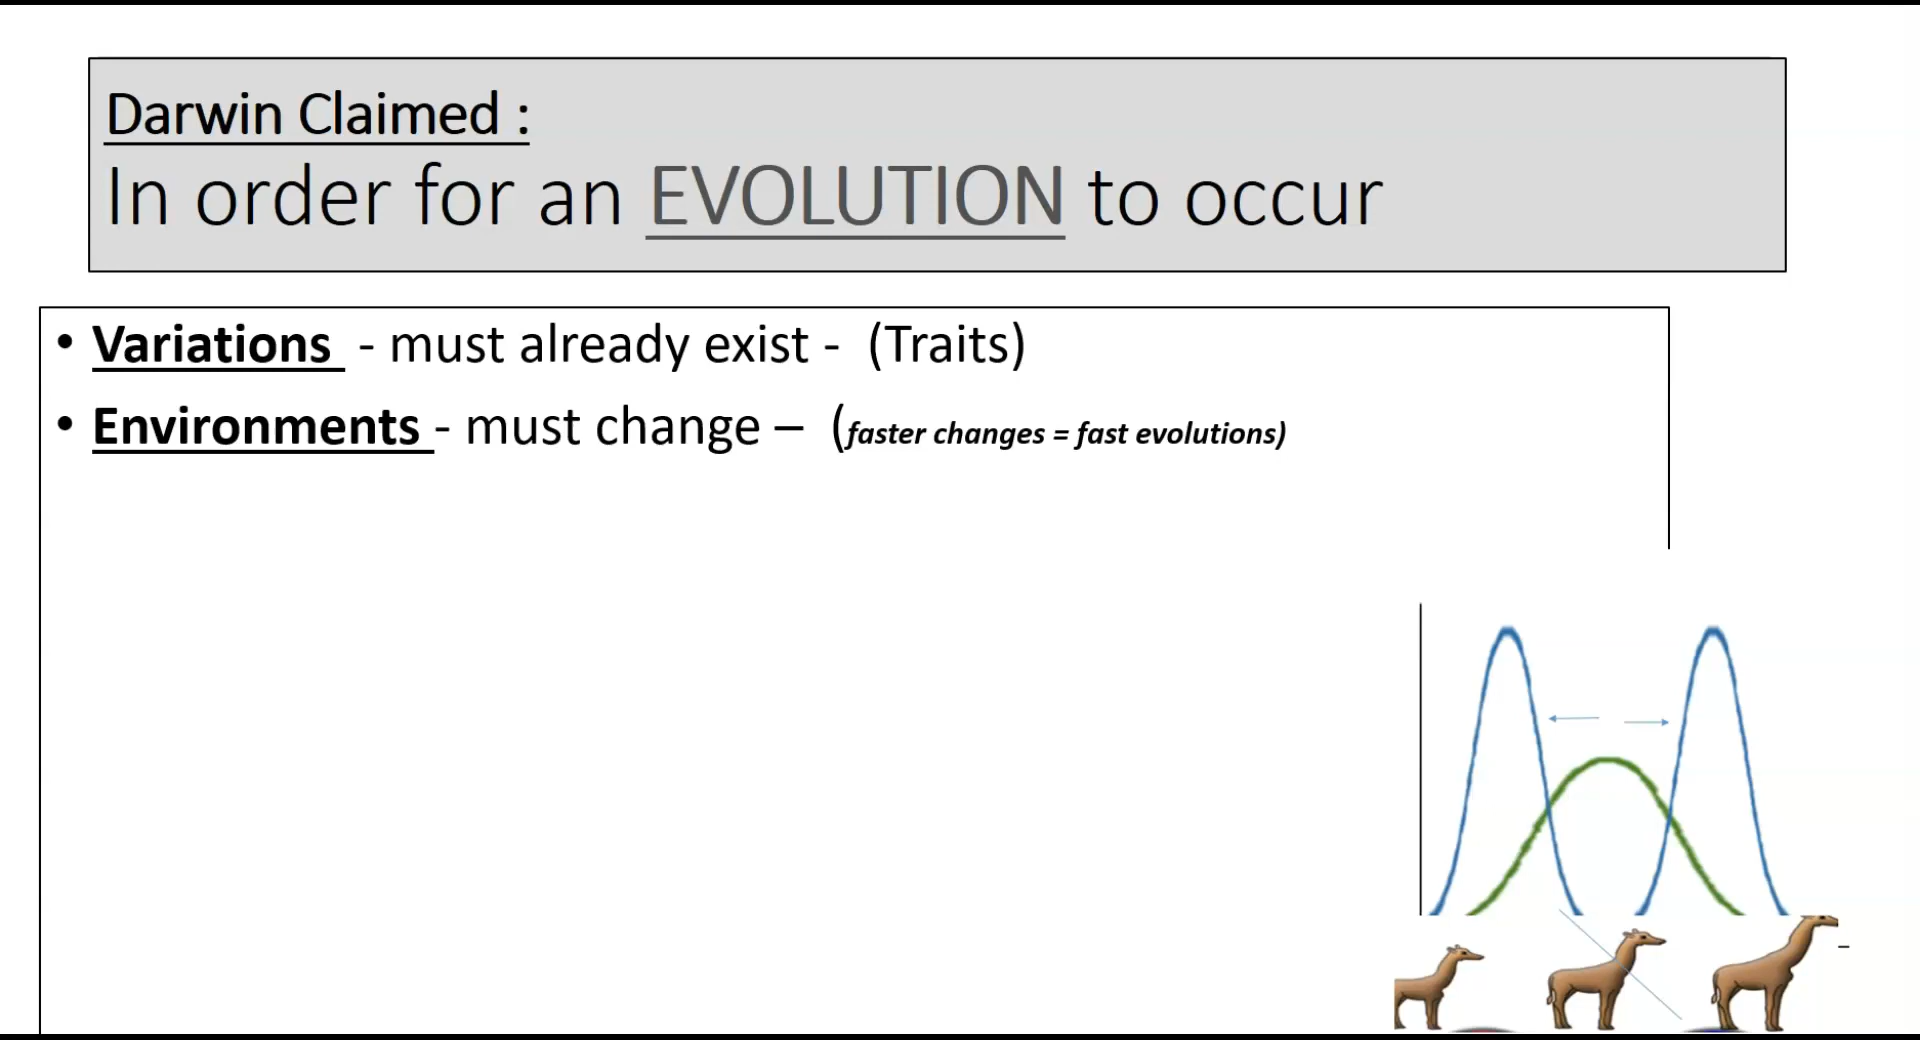 Darwin Claimed :
In order for an EVOLUTION to occur
• Variations - must already exist - (Traits)
• Environments - must change – (faster changes = fast evolutions)